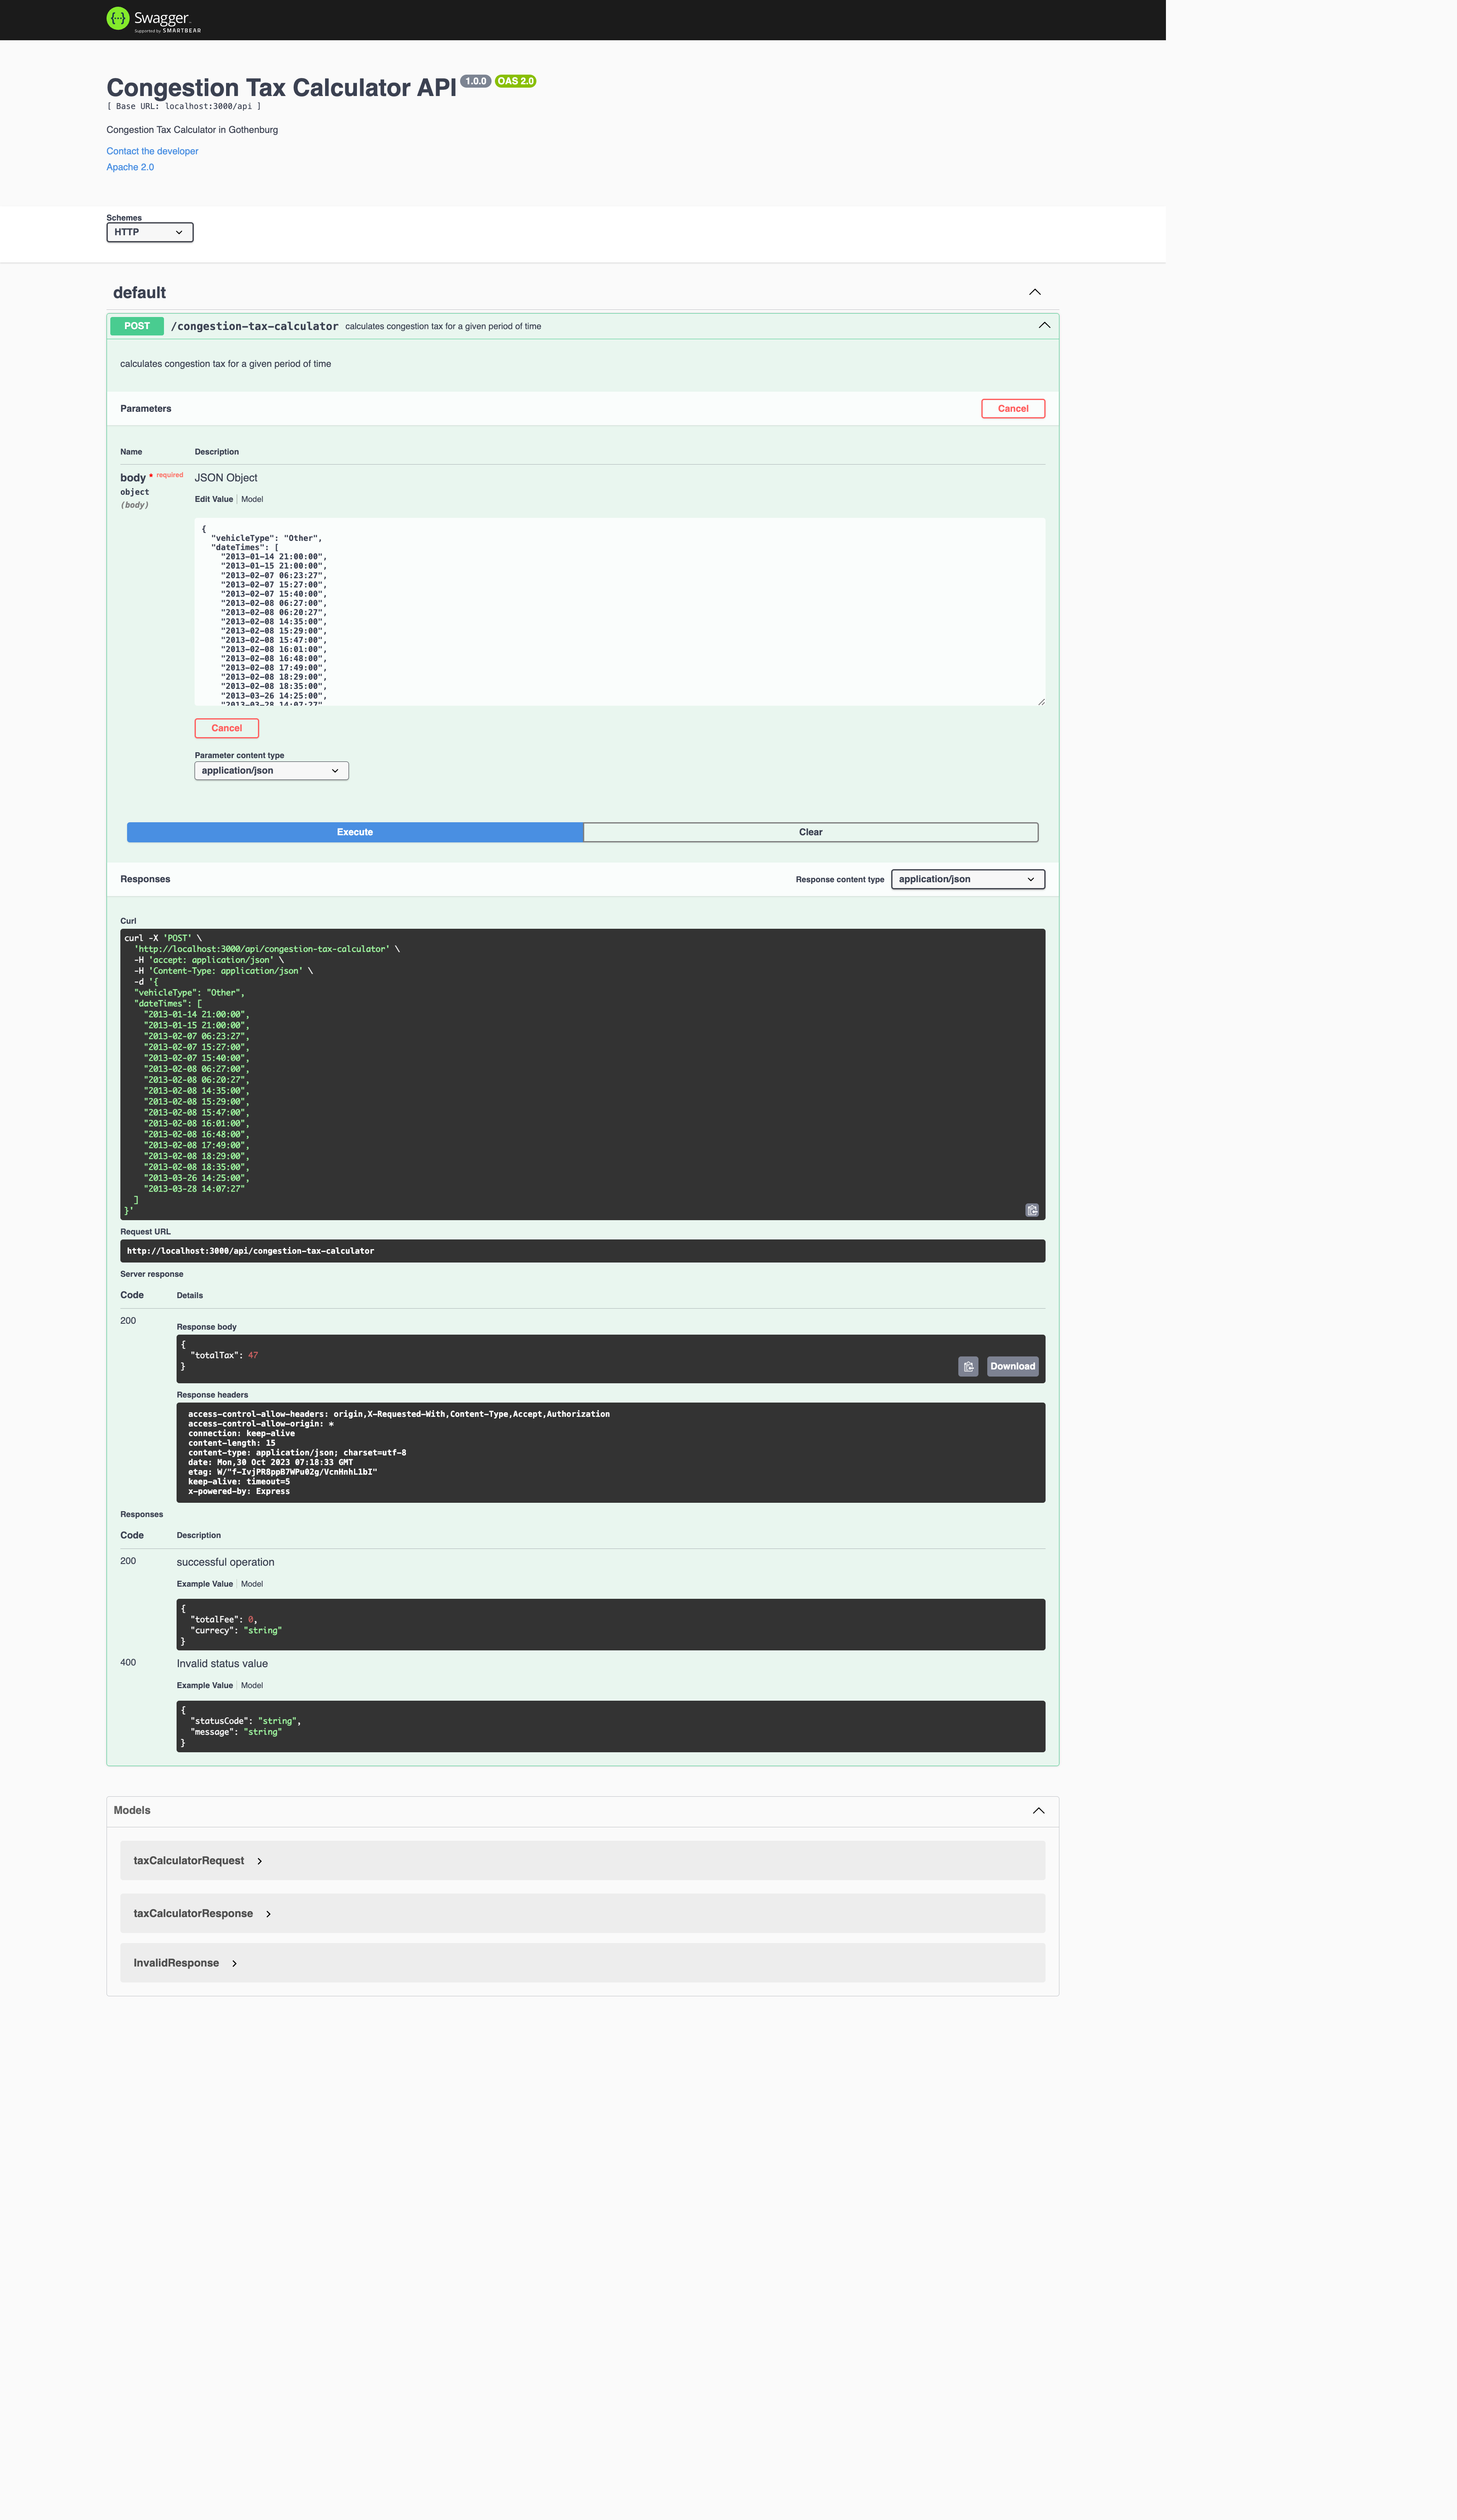 Swagger
Supported by SMARTBEAR
Congestion Tax Calculator API 1.0.0 OAS 2.0
[ Base URL: localhost:3000/api ]
Congestion Tax Calculator in Gothenburg
Contact the developer
Apache 2.0
Schemes
HTTP
default
POST /congestion-tax-calculator calculates congestion tax for a given period of time
calculates congestion tax for a given period of time
Parameters Cancel
Name Description
body * required JSON Object
object
(body)
Edit Value | Model
{
"vehicleType": "Other",
"dateTimes": [
"2013-01-14 21:00:00",
"2013-01-15 21:00:00",
"2013-02-07 06:23:27",
"2013-02-07 15:27:00",
"2013-02-07 15:40:00",
"2013-02-08 06:27:00",
"2013-02-08 06:20:27",
"2013-02-08 14:35:00",
"2013-02-08 15:29:00",
"2013-02-08 15:47:00",
"2013-02-08 16:01:00",
"2013-02-08 16:48:00",
"2013-02-08 17:49:00",
"2013-02-08 18:29:00",
"2013-02-08 18:35:00",
"2013-03-26 14:25:00",
"2013-03-28 14:07:27"
Cancel
Parameter content type
application/json
Execute Clear
Responses Response content type application/json
Curl
curl -X 'POST' \
'http://localhost:3000/api/congestion-tax-calculator' \
-H 'accept: application/json' \
-H 'Content-Type: application/json' \
-d '{
"vehicleType": "Other",
"dateTimes": [
"2013-01-14 21:00:00",
"2013-01-15 21:00:00",
"2013-02-07 06:23:27",
"2013-02-07 15:27:00",
"2013-02-07 15:40:00",
"2013-02-08 06:27:00",
"2013-02-08 06:20:27",
"2013-02-08 14:35:00",
"2013-02-08 15:29:00",
"2013-02-08 15:47:00",
"2013-02-08 16:01:00",
"2013-02-08 16:48:00",
"2013-02-08 17:49:00",
"2013-02-08 18:29:00",
"2013-02-08 18:35:00",
"2013-03-26 14:25:00",
"2013-03-28 14:07:27"
]
}'
Request URL
http://localhost:3000/api/congestion-tax-calculator
Server response
Code Details
200
Response body
{
"totalTax": 47
}
Download
Response headers
access-control-allow-headers: origin,X-Requested-With,Content-Type,Accept,Authorization
access-control-allow-origin: *
connection: keep-alive
content-length: 15
content-type: application/json; charset=utf-8
date: Mon,30 Oct 2023 07:18:33 GMT
etag: W/"f-IvjPR8ppB7WPu02g/VcnHnhL1bI"
keep-alive: timeout=5
x-powered-by: Express
Responses
Code Description
200 successful operation
Example Value | Model
{
"totalFee": 0,
"currecy": "string"
}
400 Invalid status value
Example Value | Model
{
"statusCode": "string",
"message": "string"
}
Models
taxCalculatorRequest
taxCalculatorResponse
InvalidResponse